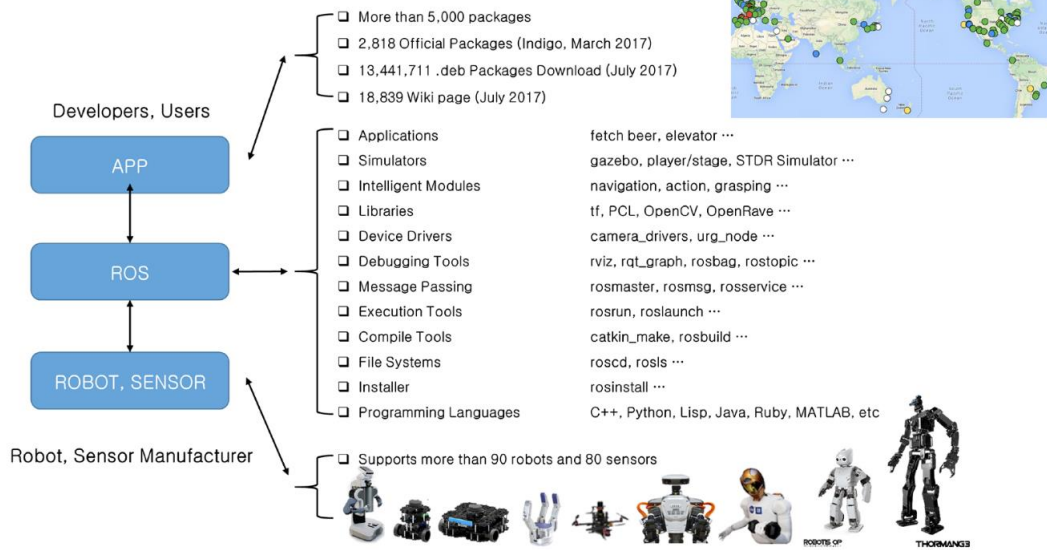 ❑ More than 5,000 packages
❑ 2,818 Official Packages (Indigo, March 2017)
❑ 13,441,711 .deb Packages Download (July 2017)
❑ 18,839 Wiki page (July 2017)
Developers, Users
APP
ROS
ROBOT, SENSOR
Robot, Sensor Manufacturer
❑ Applications fetch beer, elevator ⋯
❑ Simulators gazebo, player/stage, STDR Simulator ⋯
❑ Intelligent Modules navigation, action, grasping ⋯
❑ Libraries tf, PCL, OpenCV, OpenRave ⋯
❑ Device Drivers camera_drivers, urg_node ⋯
❑ Debugging Tools rviz, rqt_graph, rosbag, rostopic ⋯
❑ Message Passing rosmaster, rosmsg, rosservice ⋯
❑ Execution Tools rosrun, roslaunch ⋯
❑ Compile Tools catkin_make, rosbuild ⋯
❑ File Systems roscd, rosls ⋯
❑ Installer rosinstall ⋯
❑ Programming Languages C++, Python, Lisp, Java, Ruby, MATLAB, etc
❑ Supports more than 90 robots and 80 sensors
ROBOTIS OP
THORMANG3